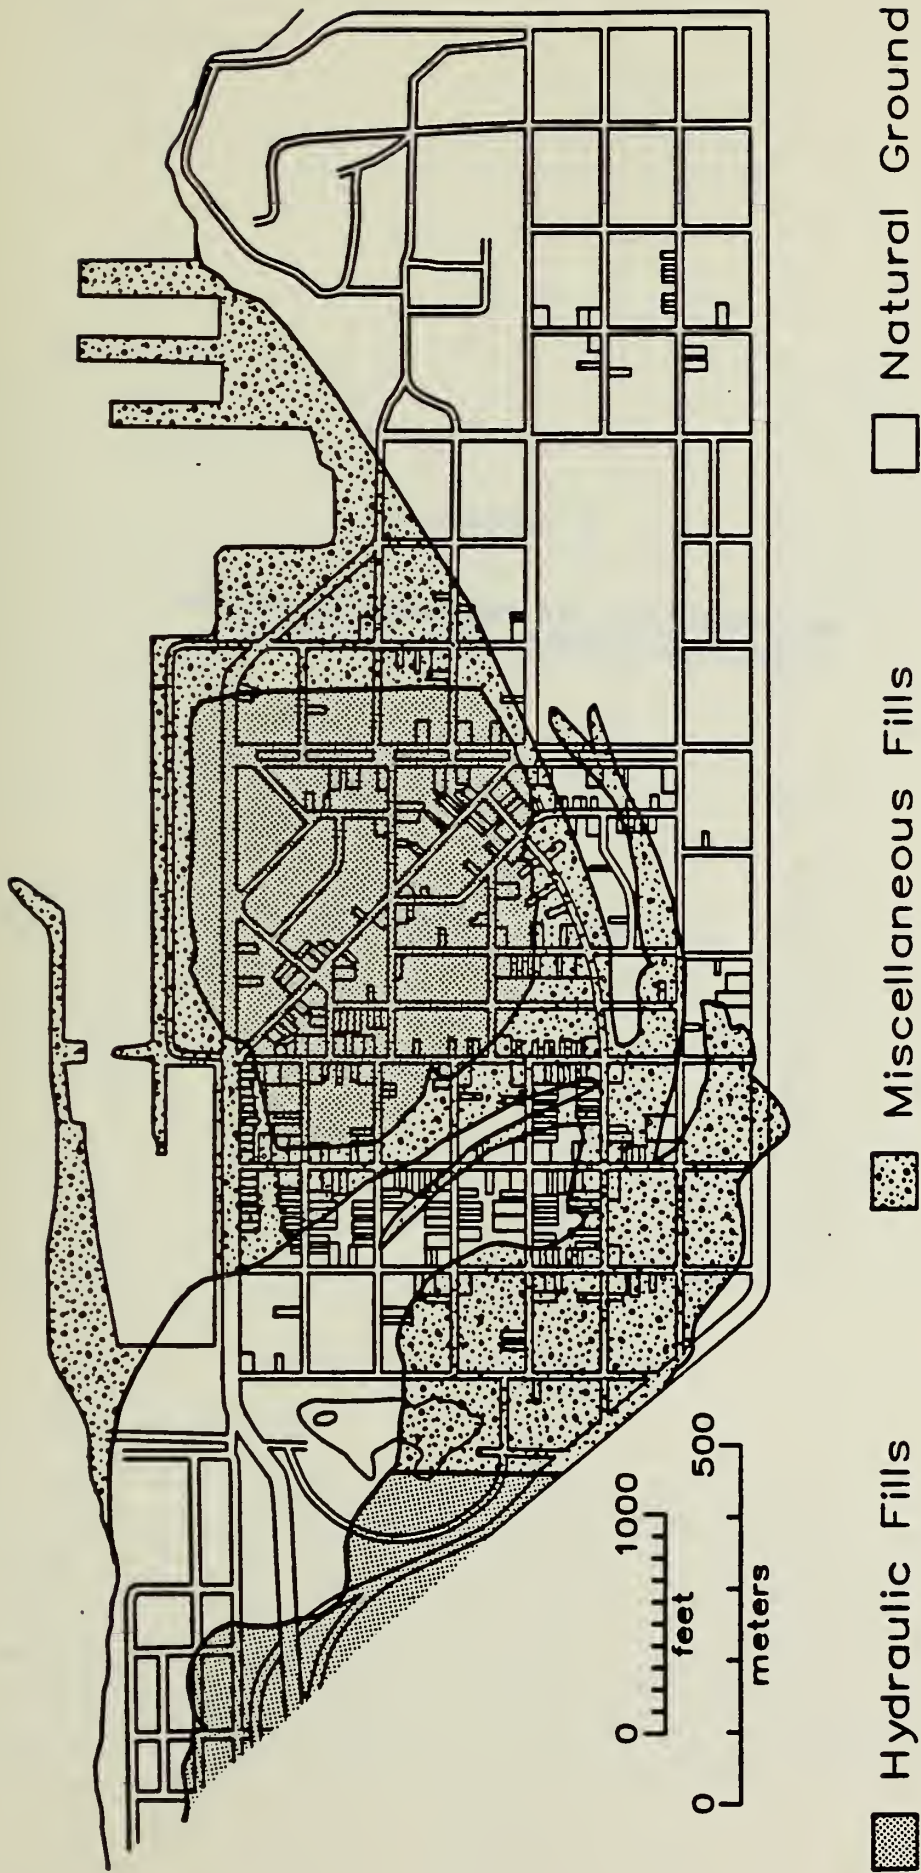 0 1000
feet
0 500
meters
Hydraulic Fills
Miscellaneous Fills
Natural Ground